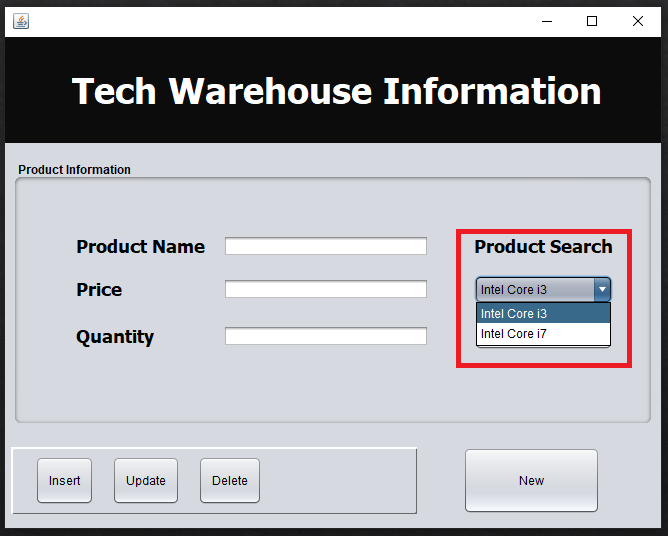 Tech Warehouse Information
Product Information
Product Name
Product Search
Price
Intel Core i3
Intel Core i3
Intel Core i7
Quantity
Insert
Update
Delete
New